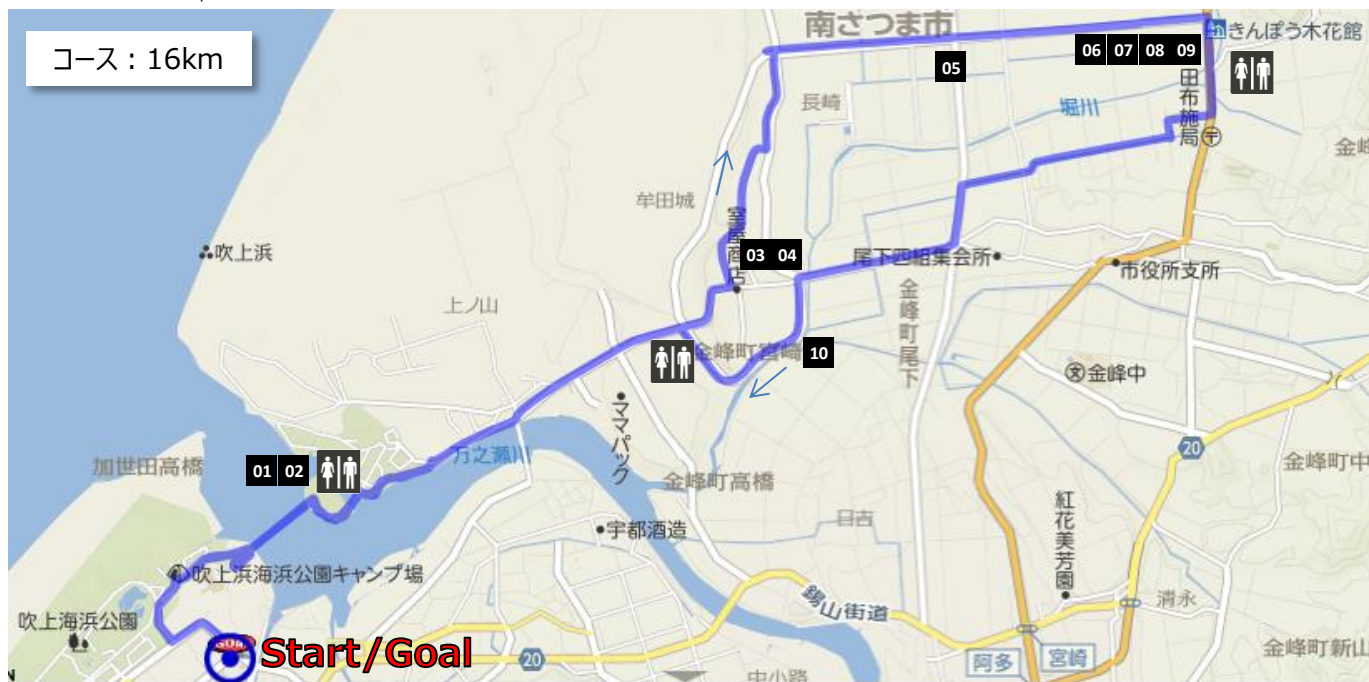 コース：16km
南さつま市
きんぽう木花館
06 07 08 09
05
田布施局
長崎
堀川
牟田城
吹上浜
03 04
尾下四組集会所
市役所支所
上ノ山
金峰町尾下
金峰町宮崎
10
金峰中
ママパック
20
01 02
万之瀬川
加世田高橋
金峰町高橋
金峰町中
日吉
宇都酒造
紅花美芳園
吹上浜海浜公園キャンプ場
清永
錫山街道
吹上海浜公園
GOAL
Start/Goal
20
阿多
宮崎
金峰町新山
中小路